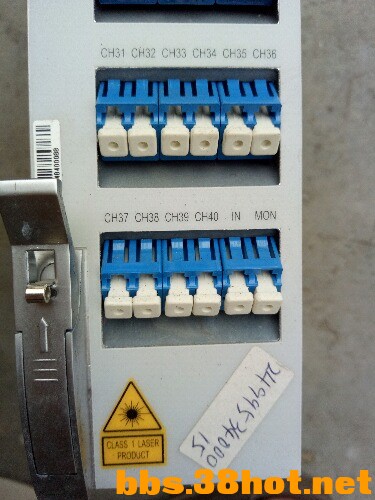 CH31 CH32 CH33 CH34 CH35 CH36
CH37 CH38 CH39 CH40 IN MON
CLASS 1 LASER
PRODUCT
bbs.38hot.net